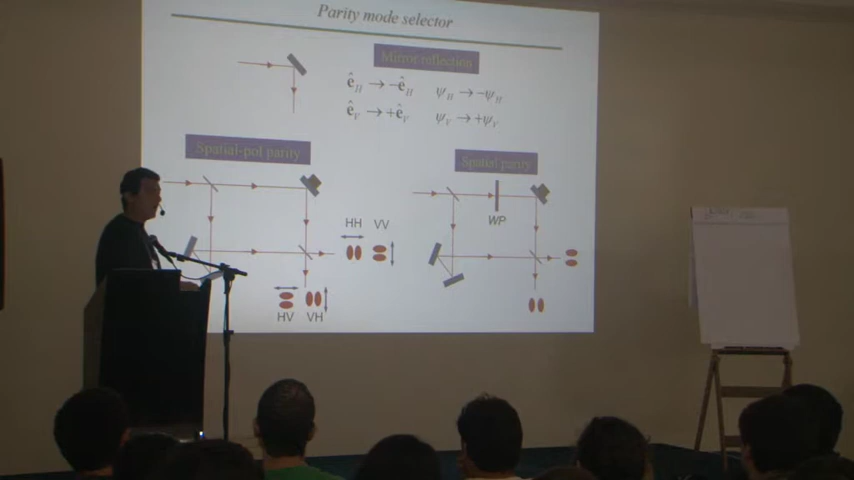 Parity mode selector
Mirror reflection
ê_H → -ê_H   ψ_H → -ψ_H
ê_V → +ê_V   ψ_V → +ψ_V
Spatial-pol parity
Spatial parity
WP
HH VV
HV VH